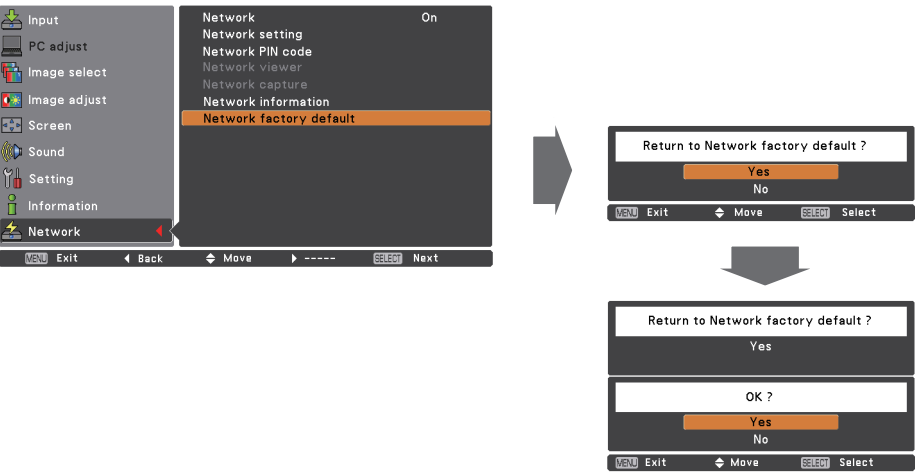 Input
PC adjust
Image select
Image adjust
Screen
Sound
Setting
Information
Network
Network On
Network setting
Network PIN code
Network viewer
Network capture
Network information
Network factory default
MENU Exit Back Move ----- SELECT Next
Return to Network factory default ?
Yes
No
MENU Exit Move SELECT Select
Return to Network factory default ?
Yes
OK ?
Yes
No
MENU Exit Move SELECT Select